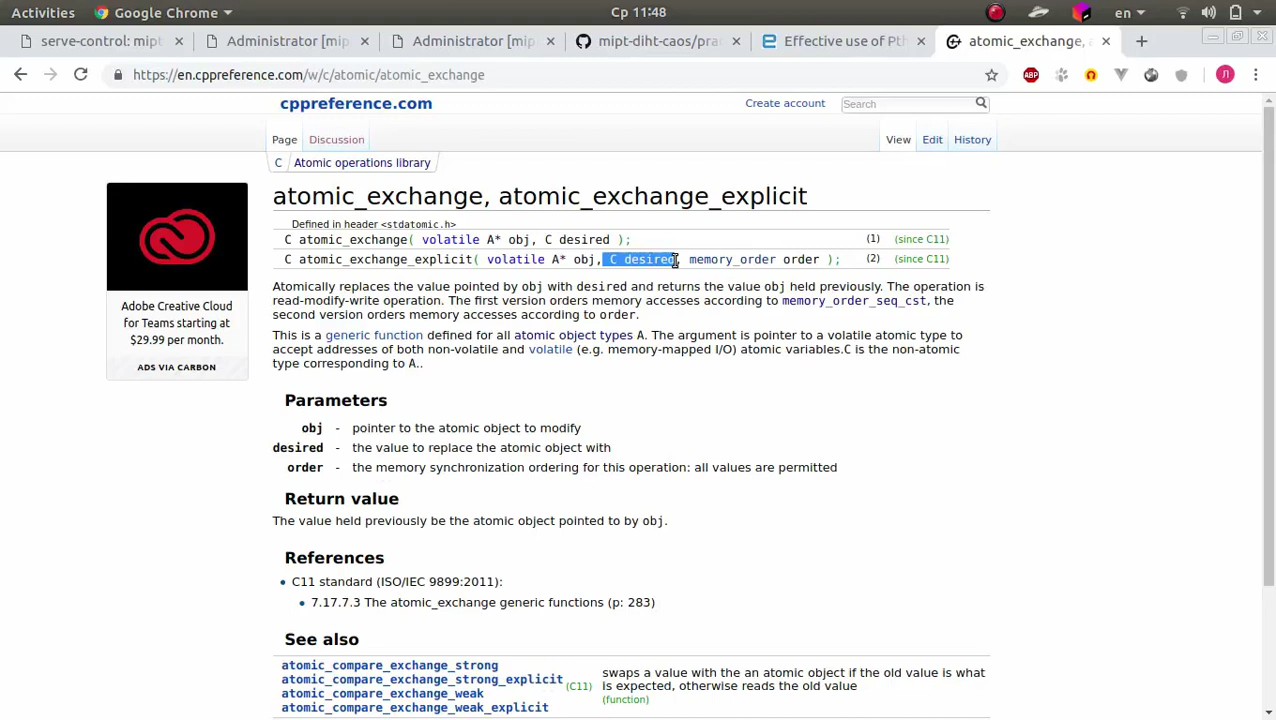 Activities Google Chrome Ср 11:48 en
serve-control: mipt Administrator [mip Administrator [mip mipt-diht-caos/prac Effective use of Pth atomic_exchange, a
https://en.cppreference.com/w/c/atomic/atomic_exchange ABP Л
cppreference.com Create account Search
Page Discussion View Edit History
C Atomic operations library
atomic_exchange, atomic_exchange_explicit
Defined in header <stdatomic.h>
C atomic_exchange( volatile A* obj, C desired ); (1) (since C11)
C atomic_exchange_explicit( volatile A* obj, C desired, memory_order order ); (2) (since C11)
Atomically replaces the value pointed by obj with desired and returns the value obj held previously. The operation is
read-modify-write operation. The first version orders memory accesses according to memory_order_seq_cst, the
second version orders memory accesses according to order.
This is a generic function defined for all atomic object types A. The argument is pointer to a volatile atomic type to
accept addresses of both non-volatile and volatile (e.g. memory-mapped I/O) atomic variables.C is the non-atomic
type corresponding to A..
Adobe Creative Cloud
for Teams starting at
$29.99 per month.
ADS VIA CARBON
Parameters
obj - pointer to the atomic object to modify
desired - the value to replace the atomic object with
order - the memory synchronization ordering for this operation: all values are permitted
Return value
The value held previously be the atomic object pointed to by obj.
References
• C11 standard (ISO/IEC 9899:2011):
• 7.17.7.3 The atomic_exchange generic functions (p: 283)
See also
atomic_compare_exchange_strong
atomic_compare_exchange_strong_explicit
atomic_compare_exchange_weak
atomic_compare_exchange_weak_explicit
(C11)
swaps a value with the an atomic object if the old value is what
is expected, otherwise reads the old value
(function)